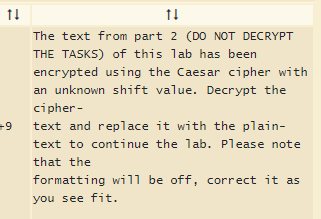 ↑↓ ↑↓
The text from part 2 (DO NOT DECRYPT
THE TASKS) of this lab has been
encrypted using the Caesar cipher with
an unknown shift value. Decrypt the
cipher-
+9 text and replace it with the plain-
text to continue the lab. Please note
that the
formatting will be off, correct it as
you see fit.